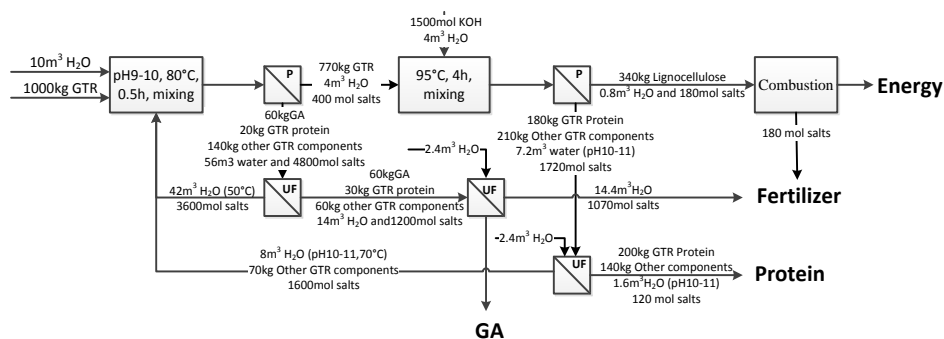 1500mol KOH
4m³ H₂O
10m³ H₂O
1000kg GTR
pH9-10, 80°C,
0.5h, mixing
P
770kg GTR
4m³ H₂O
400 mol salts
95°C, 4h,
mixing
P
340kg Lignocellulose
0.8m³ H₂O and 180mol salts
Combustion
Energy
60kgGA
20kg GTR protein
140kg other GTR components
56m3 water and 4800mol salts
180kg GTR Protein
210kg Other GTR components
7.2m³ water (pH10-11)
1720mol salts
180 mol salts
2.4m³ H₂O
42m³ H₂O (50°C)
3600mol salts
UF
60kgGA
30kg GTR protein
60kg other GTR components
14m³ H₂O and1200mol salts
UF
14.4m³H₂O
1070mol salts
Fertilizer
2.4m³ H₂O
8m³ H₂O (pH10-11,70°C)
70kg Other GTR components
1600mol salts
UF
200kg GTR Protein
140kg Other components
1.6m³H₂O (pH10-11)
120 mol salts
Protein
GA